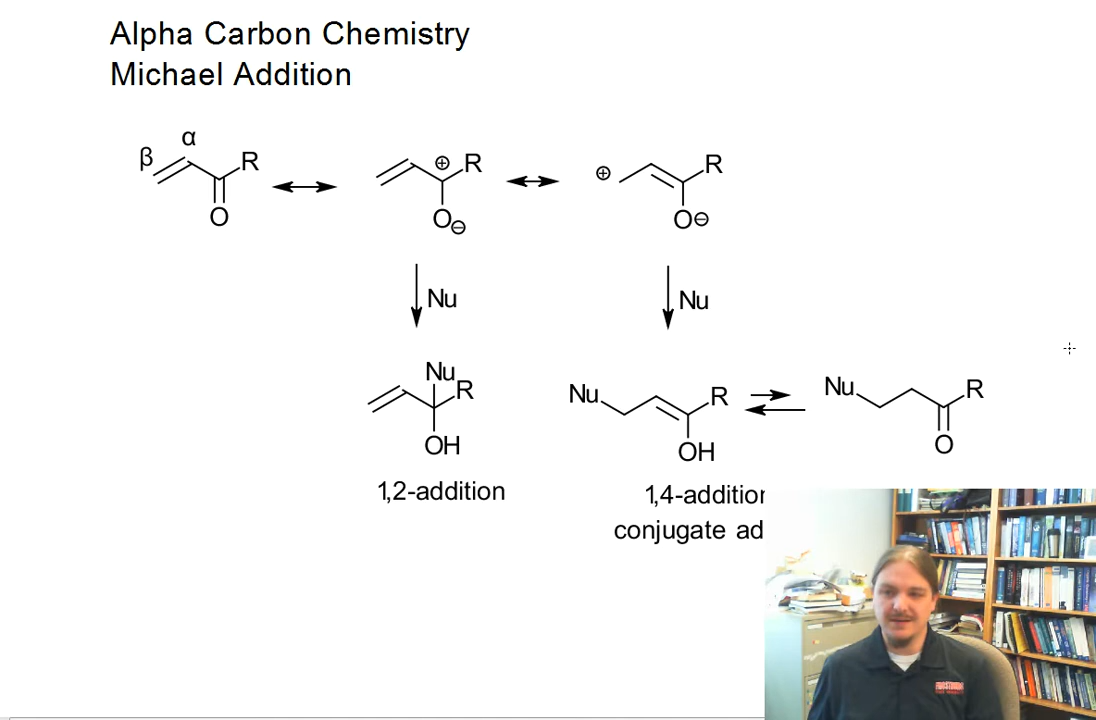 Alpha Carbon Chemistry
Michael Addition
α
β
R
O
⊕ R
O⊖
⊕
R
O⊖
Nu
Nu
Nu
R
OH
Nu
R
OH
Nu
R
O
1,2-addition
1,4-addition
conjugate ad